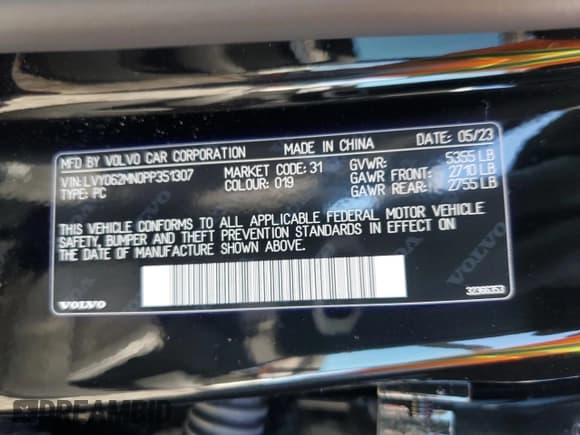 MFD BY VOLVO CAR CORPORATION MADE IN CHINA DATE: 05/23
VIN:LVY062MN0PP351307 MARKET CODE: 31 GVWR: 5355 LB
TYPE: PC COLOUR: 019 GAWR FRONT: 2710 LB
GAWR REAR: 2755 LB
THIS VEHICLE CONFORMS TO ALL APPLICABLE FEDERAL MOTOR VEHICLE
SAFETY, BUMPER AND THEFT PREVENTION STANDARDS IN EFFECT ON
THE DATE OF MANUFACTURE SHOWN ABOVE.
VOLVO 32366353
DREAMBID